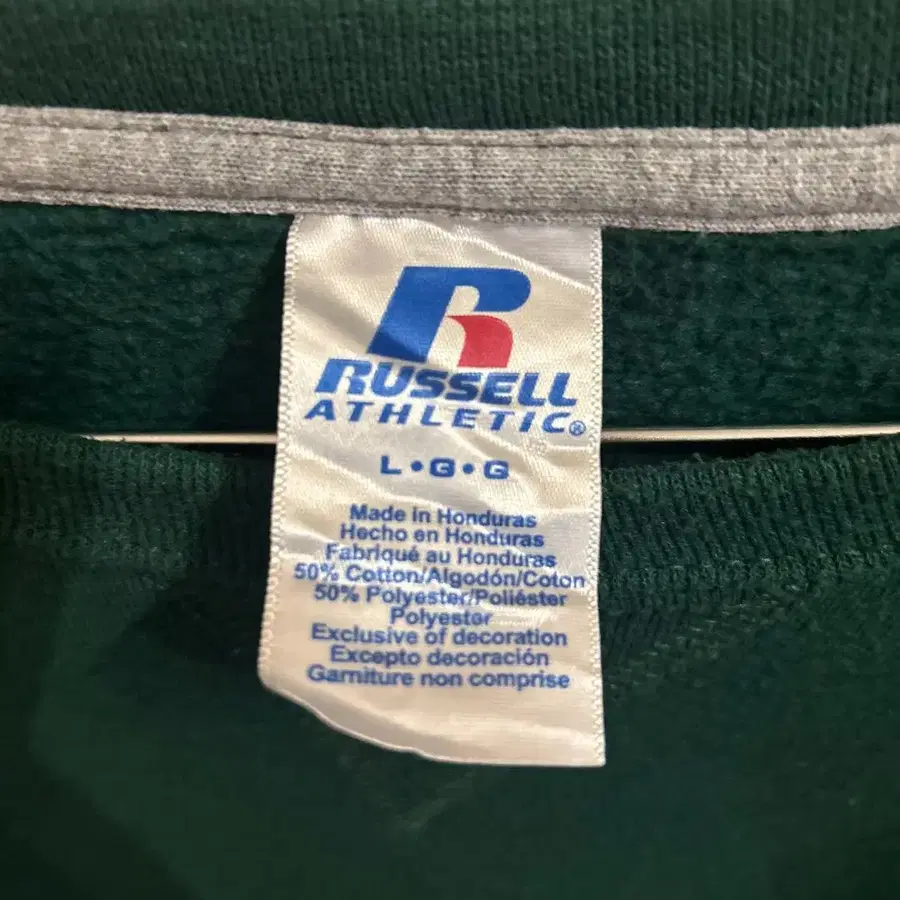 R
RUSSELL
ATHLETIC®
L•G•G
Made in Honduras
Hecho en Honduras
Fabriqué au Honduras
50% Cotton/Algodón/Coton
50% Polyester/Poliéster
Polyester
Exclusive of decoration
Excepto decoración
Garniture non comprise